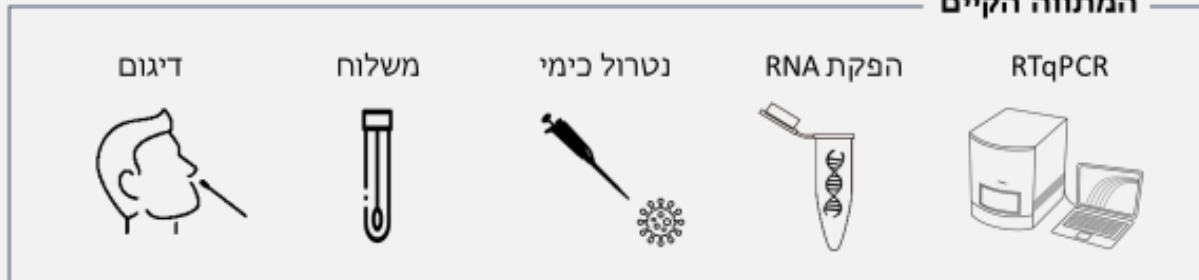 המתווה הקיים
דיגום
משלוח
נטרול כימי
הפקת RNA
RTqPCR